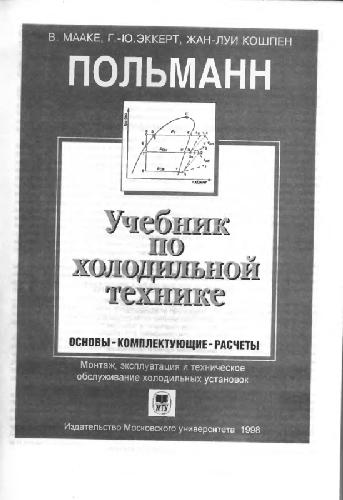 В. МААКЕ, Г.-Ю.ЭККЕРТ, ЖАН-ЛУИ КОШПЕН
ПОЛЬМАНН
Учебник
по
холодильной
технике
ОСНОВЫ - КОМПЛЕКТУЮЩИЕ - РАСЧЕТЫ
Монтаж, эксплуатация и техническое
обслуживание холодильных установок
МГУ
Издательство Московского университета 1998